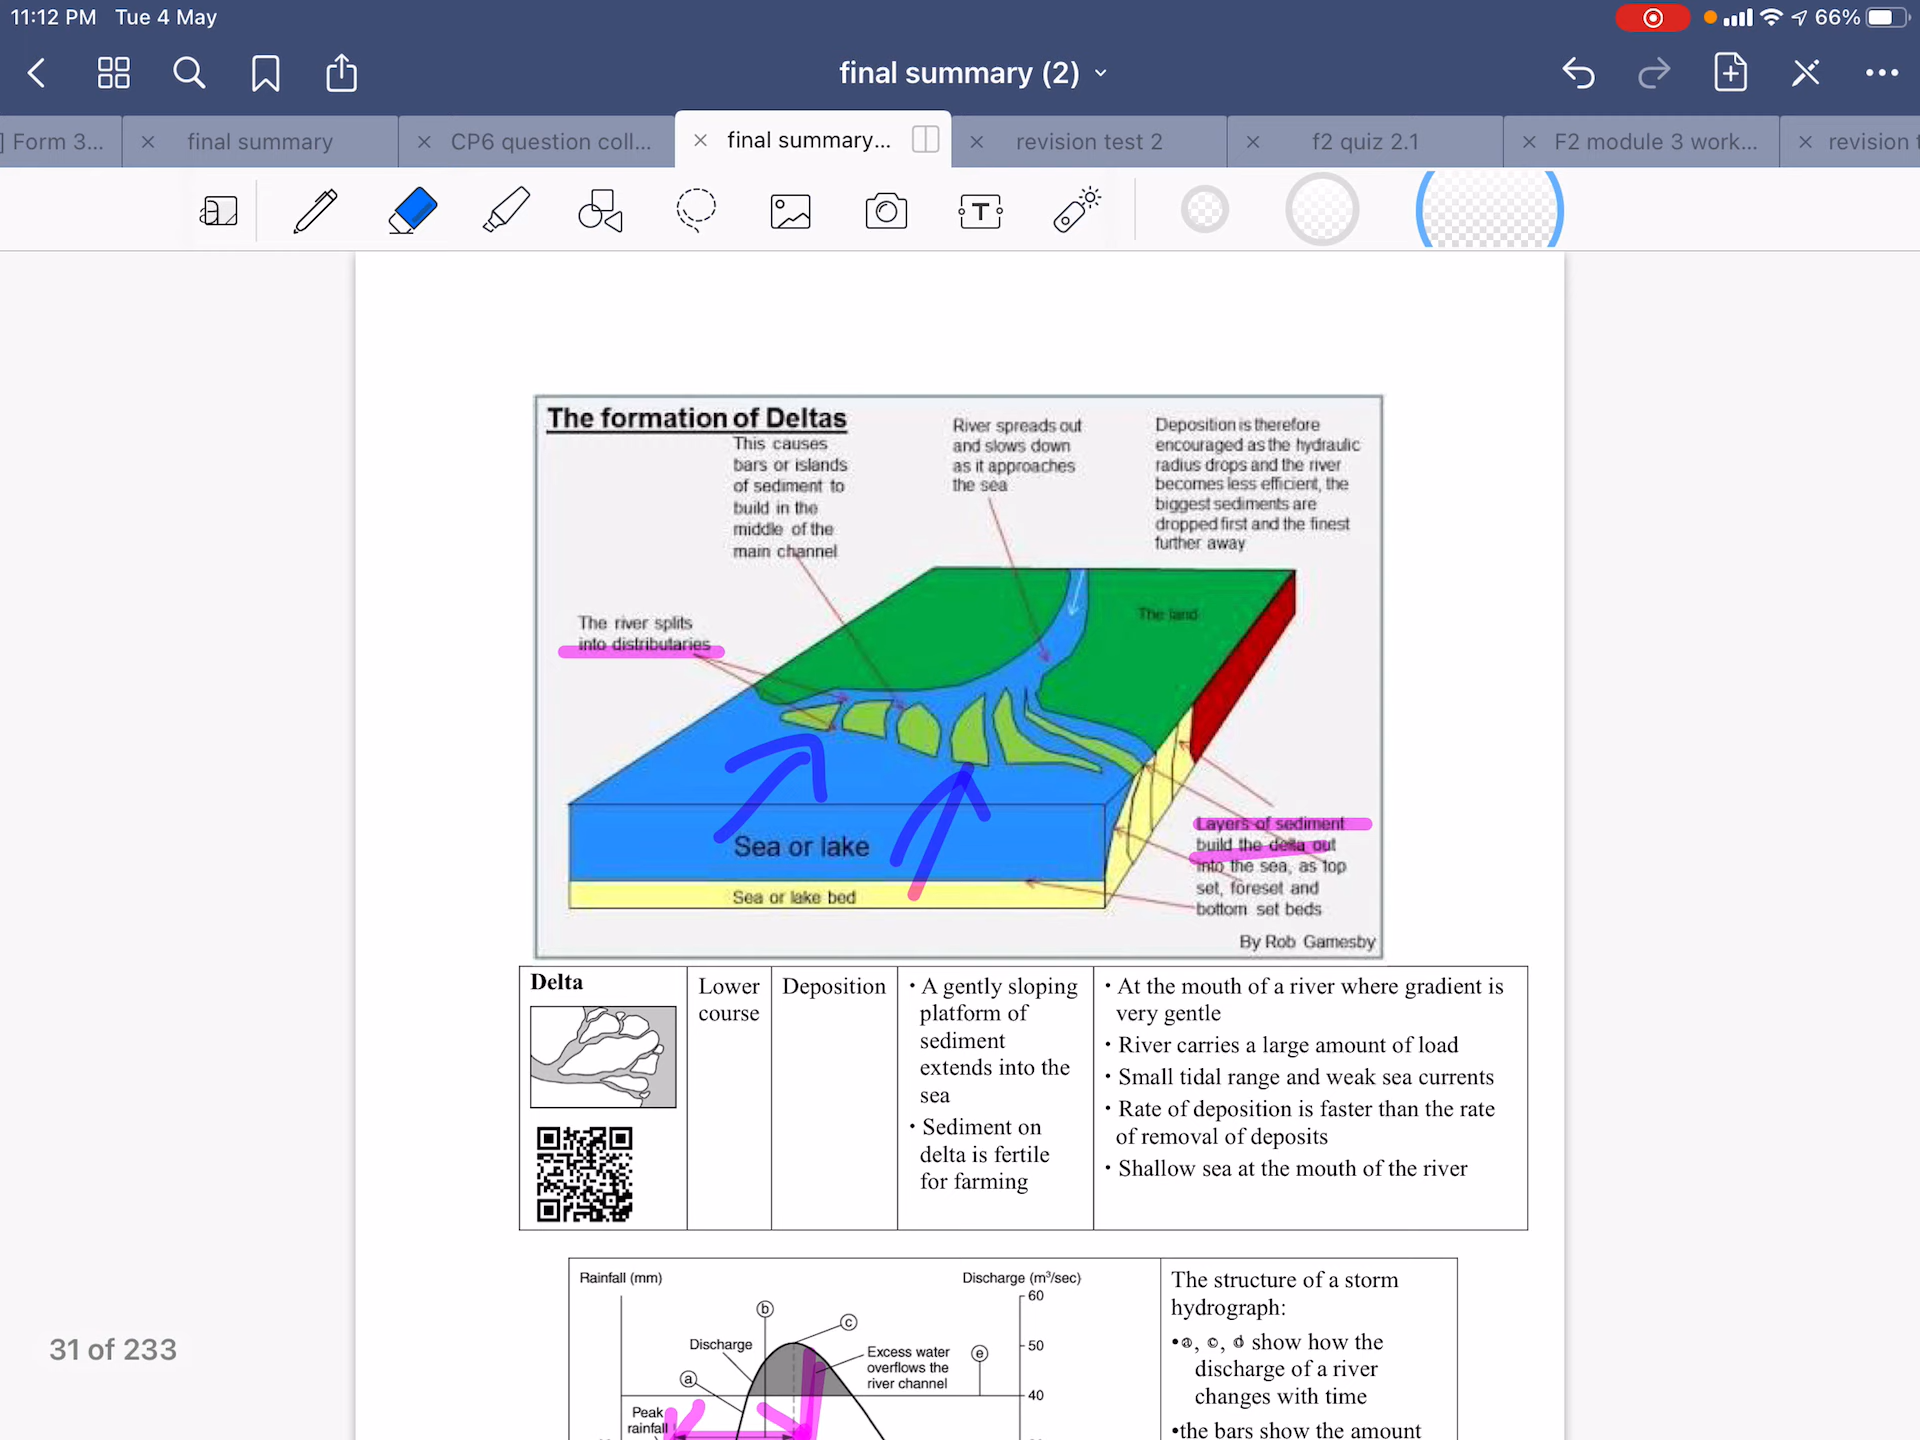 11:12 PM Tue 4 May
66%
final summary (2)
] Form 3...
final summary
CP6 question coll...
final summary...
revision test 2
f2 quiz 2.1
F2 module 3 work...
revision t
T
The formation of Deltas
This causes
bars or islands
of sediment to
build in the
middle of the
main channel
River spreads out
and slows down
as it approaches
the sea
Deposition is therefore
encouraged as the hydraulic
radius drops and the river
becomes less efficient, the
biggest sediments are
dropped first and the finest
further away
The river splits
into distributaries
The land
Layers of sediment
build the delta out
into the sea, as top
set, foreset and
bottom set beds
Sea or lake
Sea or lake bed
By Rob Gamesby
Delta
Lower
course
Deposition
• A gently sloping
platform of
sediment
extends into the
sea
• Sediment on
delta is fertile
for farming
• At the mouth of a river where gradient is
very gentle
• River carries a large amount of load
• Small tidal range and weak sea currents
• Rate of deposition is faster than the rate
of removal of deposits
• Shallow sea at the mouth of the river
Rainfall (mm)
Discharge (m³/sec)
60
50
40
b
c
Discharge
Excess water
overflows the
river channel
e
a
Peak
rainfall
The structure of a storm
hydrograph:
•a, c, d show how the
discharge of a river
changes with time
•the bars show the amount
31 of 233